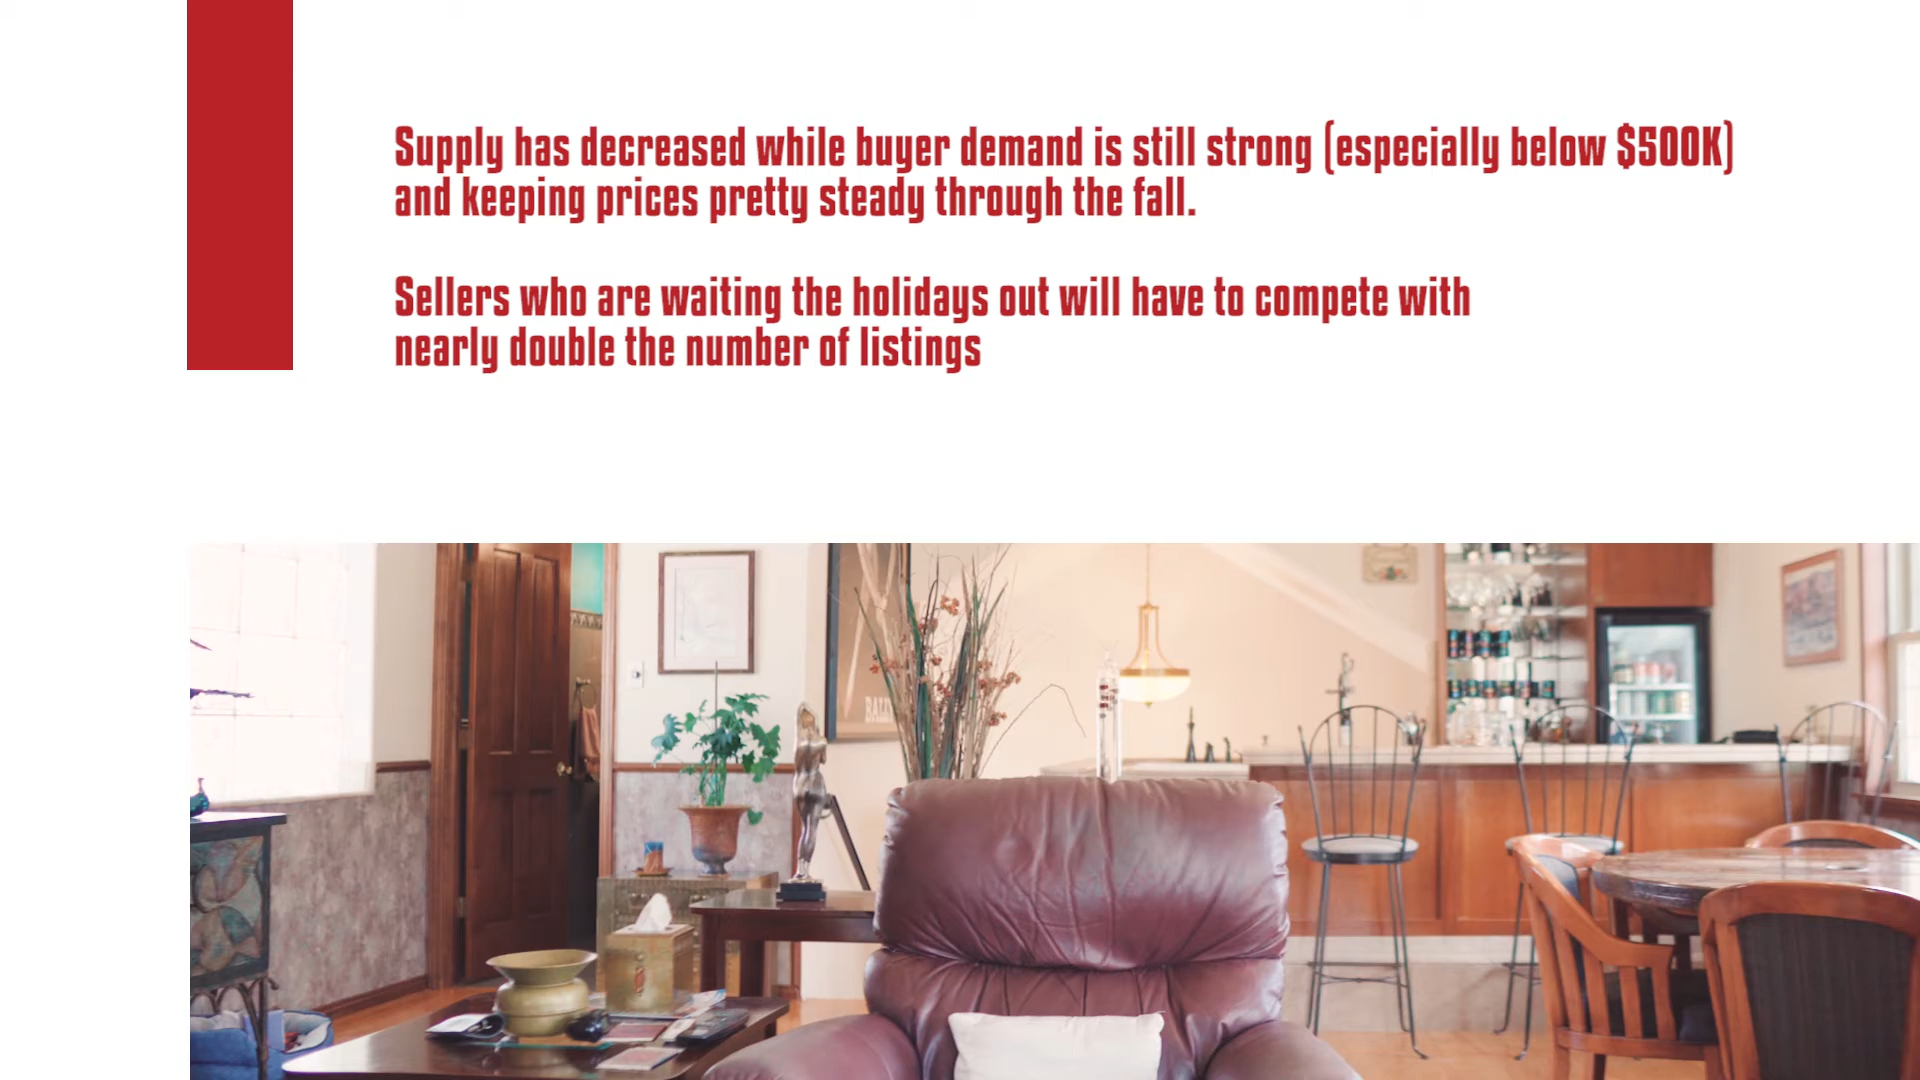 Supply has decreased while buyer demand is still strong (especially below $500K)
and keeping prices pretty steady through the fall.
Sellers who are waiting the holidays out will have to compete with
nearly double the number of listings